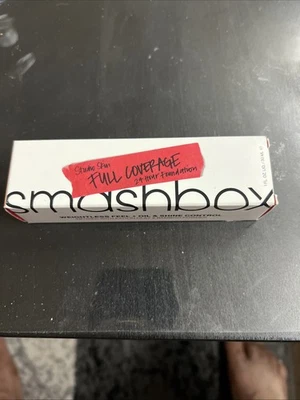 Studio Skin
FULL COVERAGE
24 Hour Foundation
smashbox
WEIGHTLESS FEEL / OIL & SHINE CONTROL